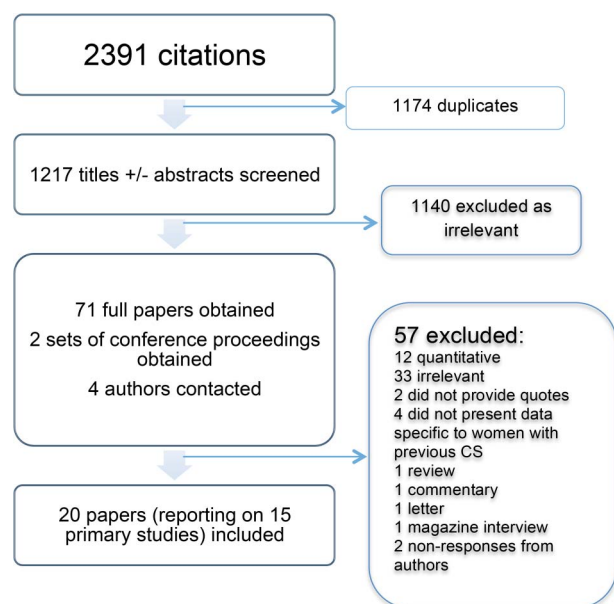 2391 citations
1174 duplicates
1217 titles +/- abstracts screened
1140 excluded as
irrelevant
71 full papers obtained
2 sets of conference proceedings
obtained
4 authors contacted
57 excluded:
12 quantitative
33 irrelevant
2 did not provide quotes
4 did not present data
specific to women with
previous CS
1 review
1 commentary
1 letter
1 magazine interview
2 non-responses from
authors
20 papers (reporting on 15
primary studies) included